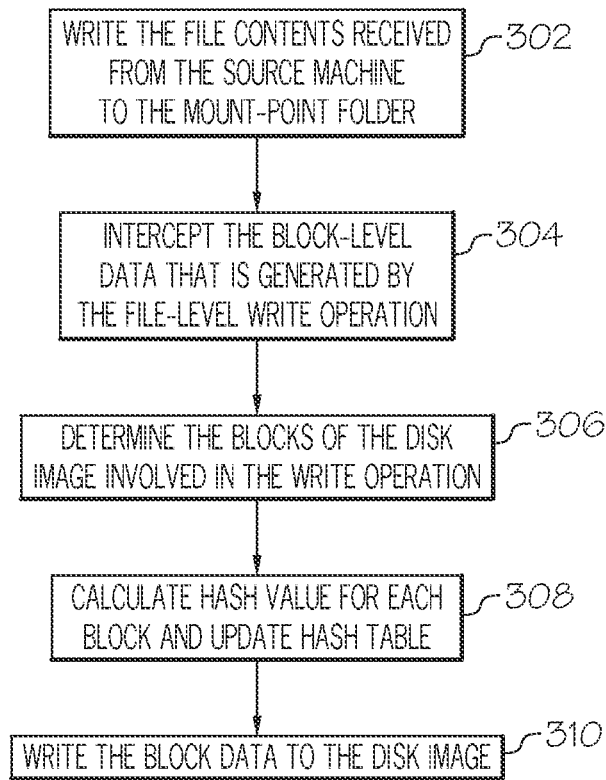 WRITE THE FILE CONTENTS RECEIVED
FROM THE SOURCE MACHINE
TO THE MOUNT-POINT FOLDER
302
INTERCEPT THE BLOCK-LEVEL
DATA THAT IS GENERATED BY
THE FILE-LEVEL WRITE OPERATION
304
DETERMINE THE BLOCKS OF THE DISK
IMAGE INVOLVED IN THE WRITE OPERATION
306
CALCULATE HASH VALUE FOR EACH
BLOCK AND UPDATE HASH TABLE
308
WRITE THE BLOCK DATA TO THE DISK IMAGE
310